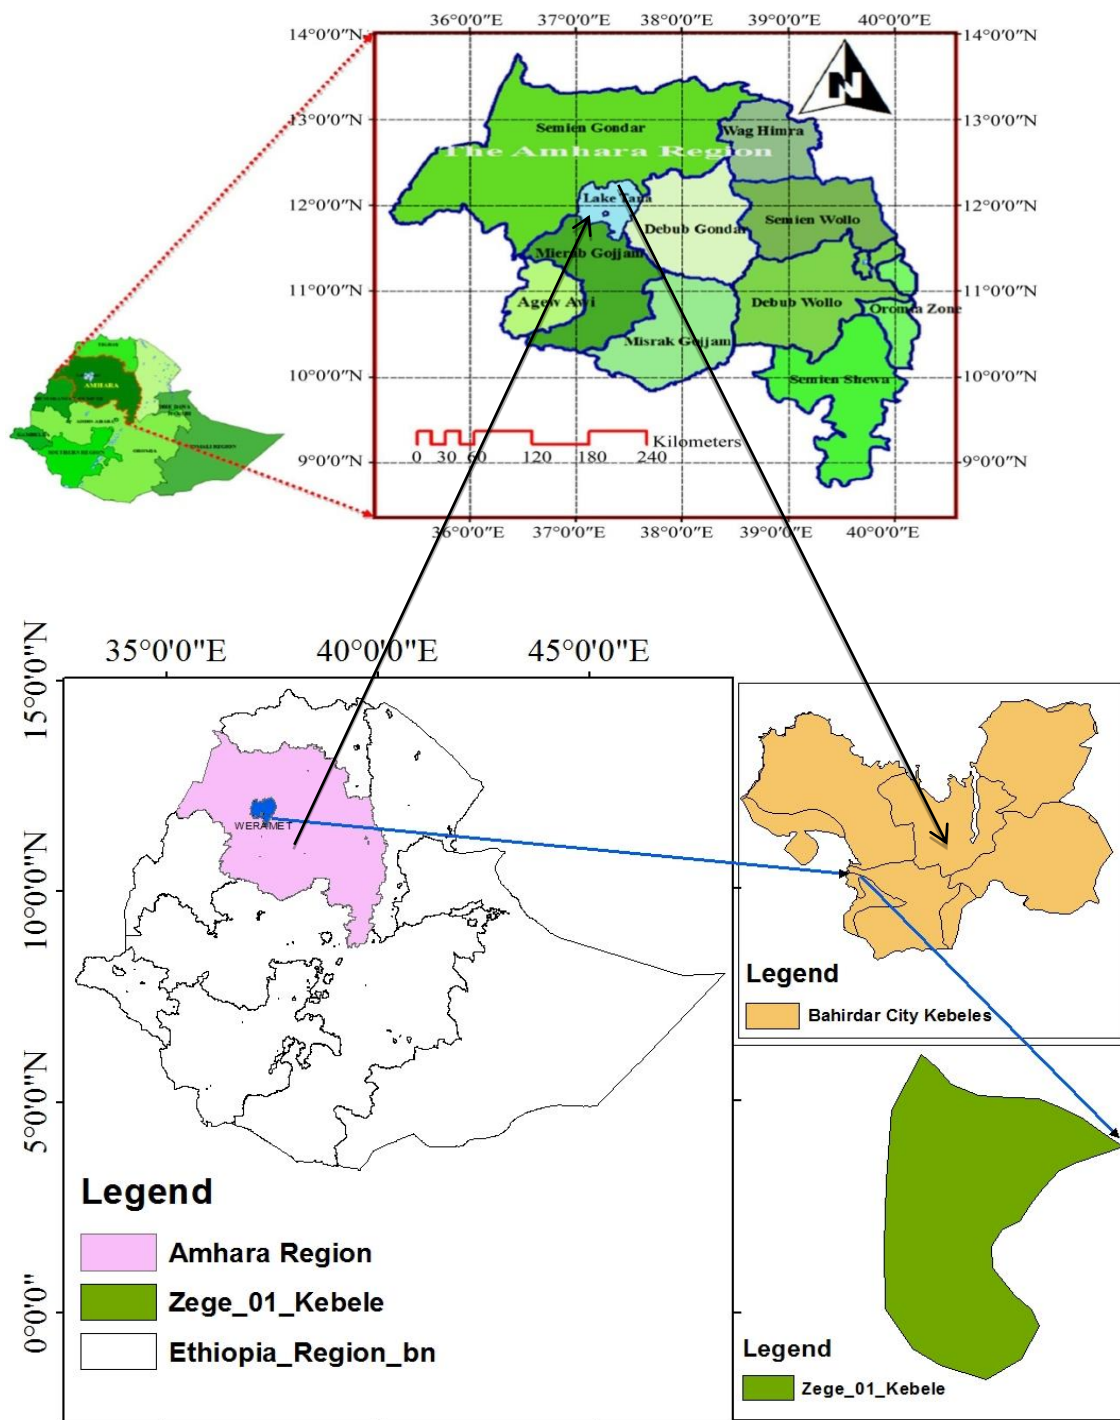 36°0'0"E 37°0'0"E 38°0'0"E 39°0'0"E 40°0'0"E
14°0'0"N 14°0'0"N
N
13°0'0"N 13°0'0"N
Semien Gondar Wag Himra
The Amhara Region
Lake Tana
12°0'0"N 12°0'0"N
Semien Wollo
Debub Gondar
Mierab Gojjam
11°0'0"N 11°0'0"N
Agew Awi Debub Wollo Oromia Zone
Misrak Gojjam
10°0'0"N 10°0'0"N
Semien Shewa
Kilometers
0 30 60 120 180 240
9°0'0"N 9°0'0"N
36°0'0"E 37°0'0"E 38°0'0"E 39°0'0"E 40°0'0"E
AMHARA
35°0'0"E 40°0'0"E 45°0'0"E
15°0'0"N
WERAMET
10°0'0"N
5°0'0"N
0°0'0"
Legend
Amhara Region
Zege_01_Kebele
Ethiopia_Region_bn
Legend
Bahirdar City Kebeles
Legend
Zege_01_Kebele